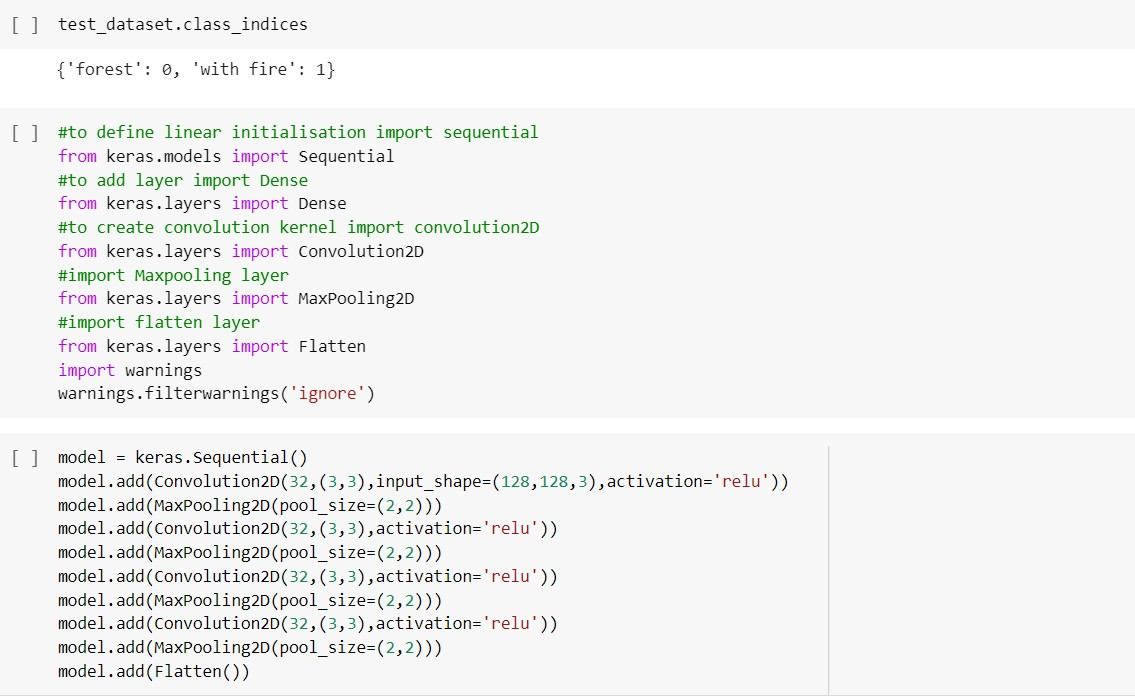 [ ] test_dataset.class_indices
{'forest': 0, 'with fire': 1}
[ ] #to define linear initialisation import sequential
from keras.models import Sequential
#to add layer import Dense
from keras.layers import Dense
#to create convolution kernel import convolution2D
from keras.layers import Convolution2D
#import Maxpooling layer
from keras.layers import MaxPooling2D
#import flatten layer
from keras.layers import Flatten
import warnings
warnings.filterwarnings('ignore')
[ ] model = keras.Sequential()
model.add(Convolution2D(32,(3,3),input_shape=(128,128,3),activation='relu'))
model.add(MaxPooling2D(pool_size=(2,2)))
model.add(Convolution2D(32,(3,3),activation='relu'))
model.add(MaxPooling2D(pool_size=(2,2)))
model.add(Convolution2D(32,(3,3),activation='relu'))
model.add(MaxPooling2D(pool_size=(2,2)))
model.add(Convolution2D(32,(3,3),activation='relu'))
model.add(MaxPooling2D(pool_size=(2,2)))
model.add(Flatten())